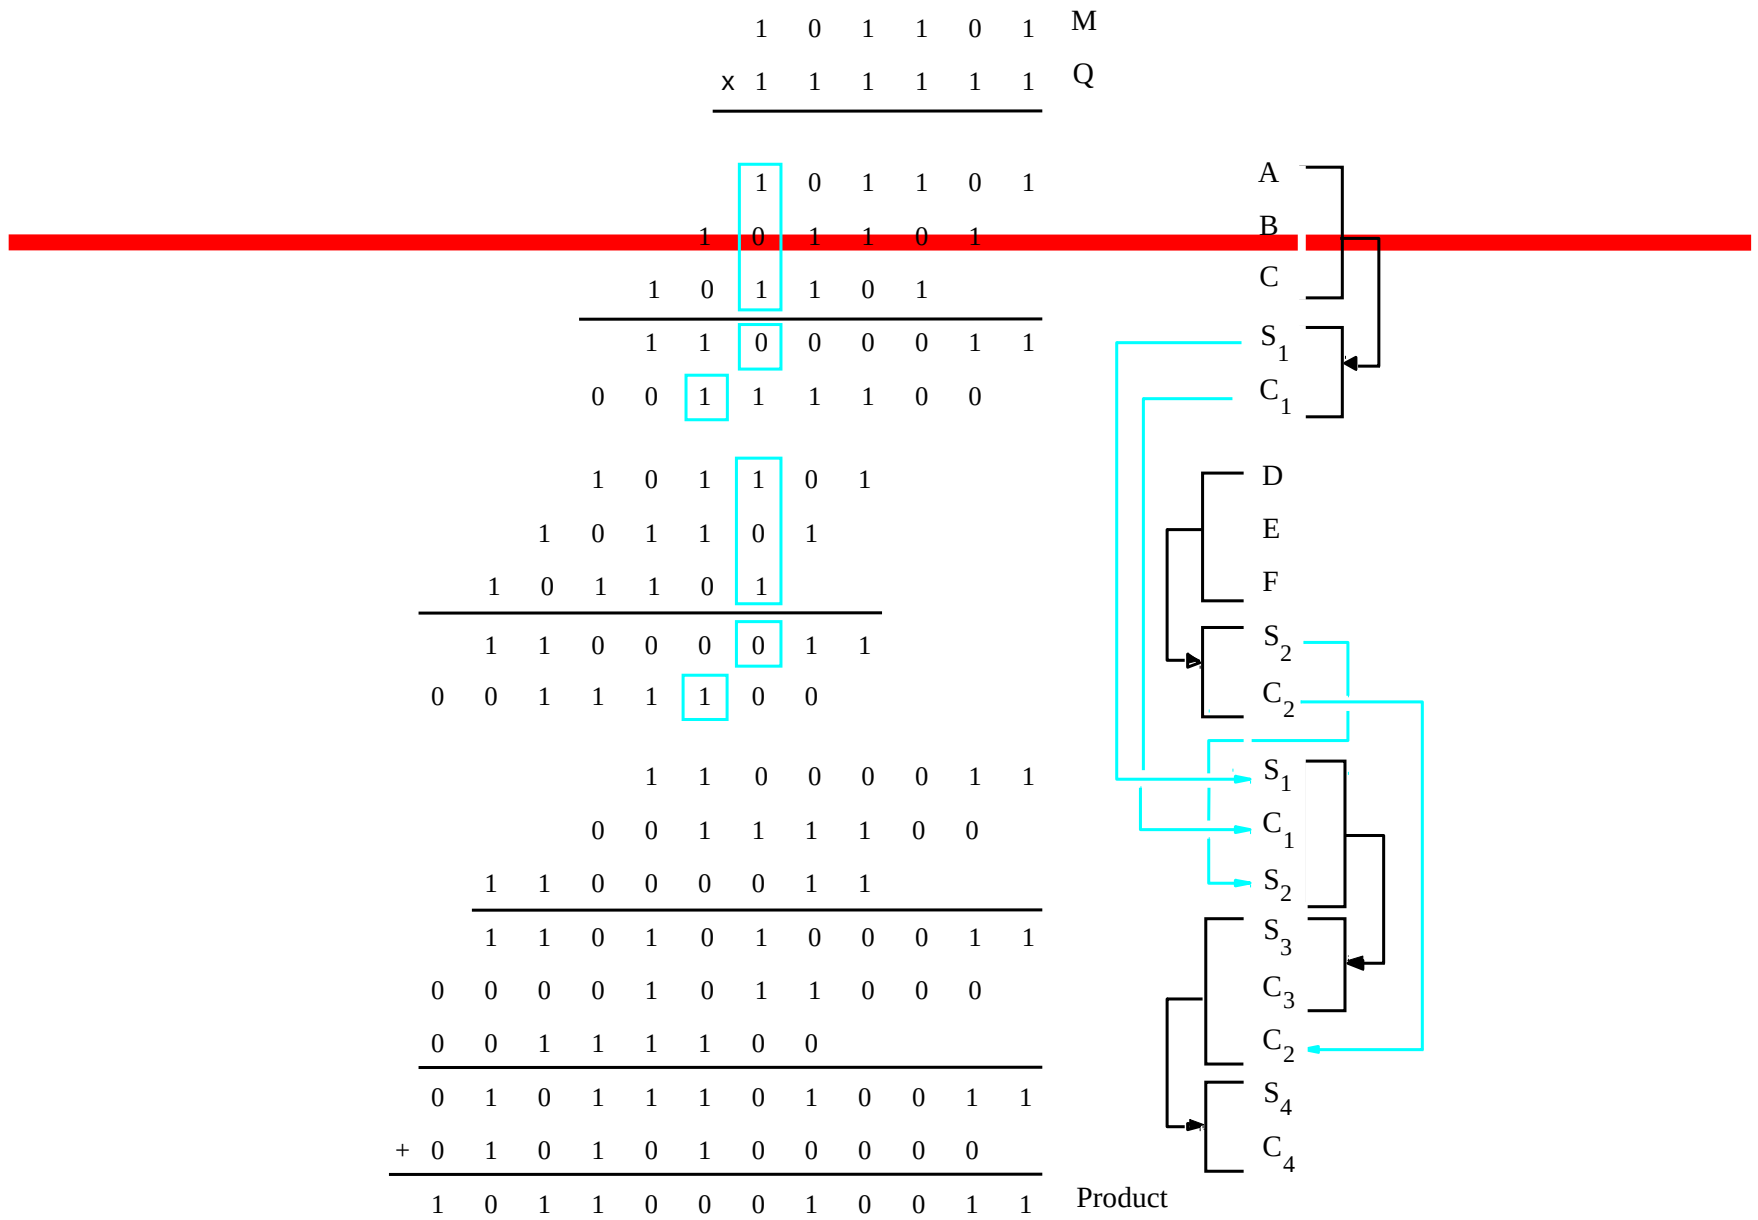 1 0 1 1 0 1 M
x 1 1 1 1 1 1 Q
1 0 1 1 0 1 A
1 0 1 1 0 1 B
1 0 1 1 0 1 C
1 1 0 0 0 0 1 1 S1
0 0 1 1 1 1 0 0 C1
1 0 1 1 0 1 D
1 0 1 1 0 1 E
1 0 1 1 0 1 F
1 1 0 0 0 0 1 1 S2
0 0 1 1 1 1 0 0 C2
1 1 0 0 0 0 1 1 S1
0 0 1 1 1 1 0 0 C1
1 1 0 0 0 0 1 1 S2
1 1 0 1 0 1 0 0 0 1 1 S3
0 0 0 0 1 0 1 1 0 0 0 C3
0 0 1 1 1 1 0 0 C2
0 1 0 1 1 1 0 1 0 0 1 1 S4
+ 0 1 0 1 0 1 0 0 0 0 0 C4
1 0 1 1 0 0 0 1 0 0 1 1 Product